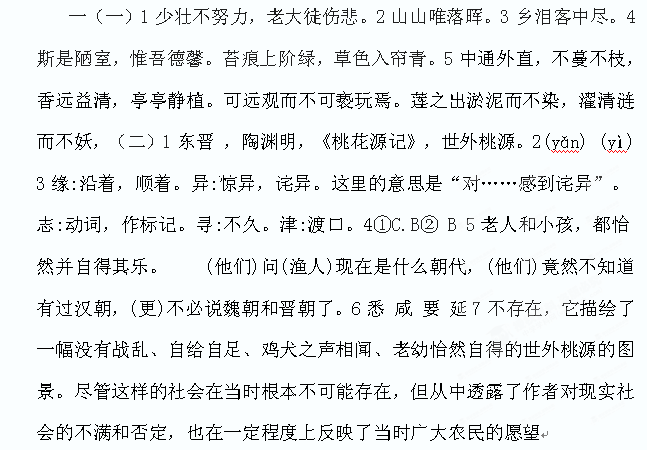 一（一）1 少壮不努力，老大徒伤悲。2 山山唯落晖。3 乡泪客中尽。4
斯是陋室，惟吾德馨。苔痕上阶绿，草色入帘青。5 中通外直，不蔓不枝，
香远益清，亭亭静植。可远观而不可亵玩焉。莲之出淤泥而不染，濯清涟
而不妖，（二）1 东晋 ，陶渊明，《桃花源记》，世外桃源。2(yǎn) (yì)
3 缘:沿着，顺着。异:惊异，诧异。这里的意思是“对……感到诧异”。
志:动词，作标记。寻:不久。津:渡口。4①C.B② B 5 老人和小孩，都怡
然并自得其乐。 (他们)问(渔人)现在是什么朝代，(他们)竟然不知道
有过汉朝，(更)不必说魏朝和晋朝了。6 悉 咸 要 延 7 不存在，它描绘了
一幅没有战乱、自给自足、鸡犬之声相闻、老幼怡然自得的世外桃源的图
景。尽管这样的社会在当时根本不可能存在，但从中透露了作者对现实社
会的不满和否定，也在一定程度上反映了当时广大农民的愿望